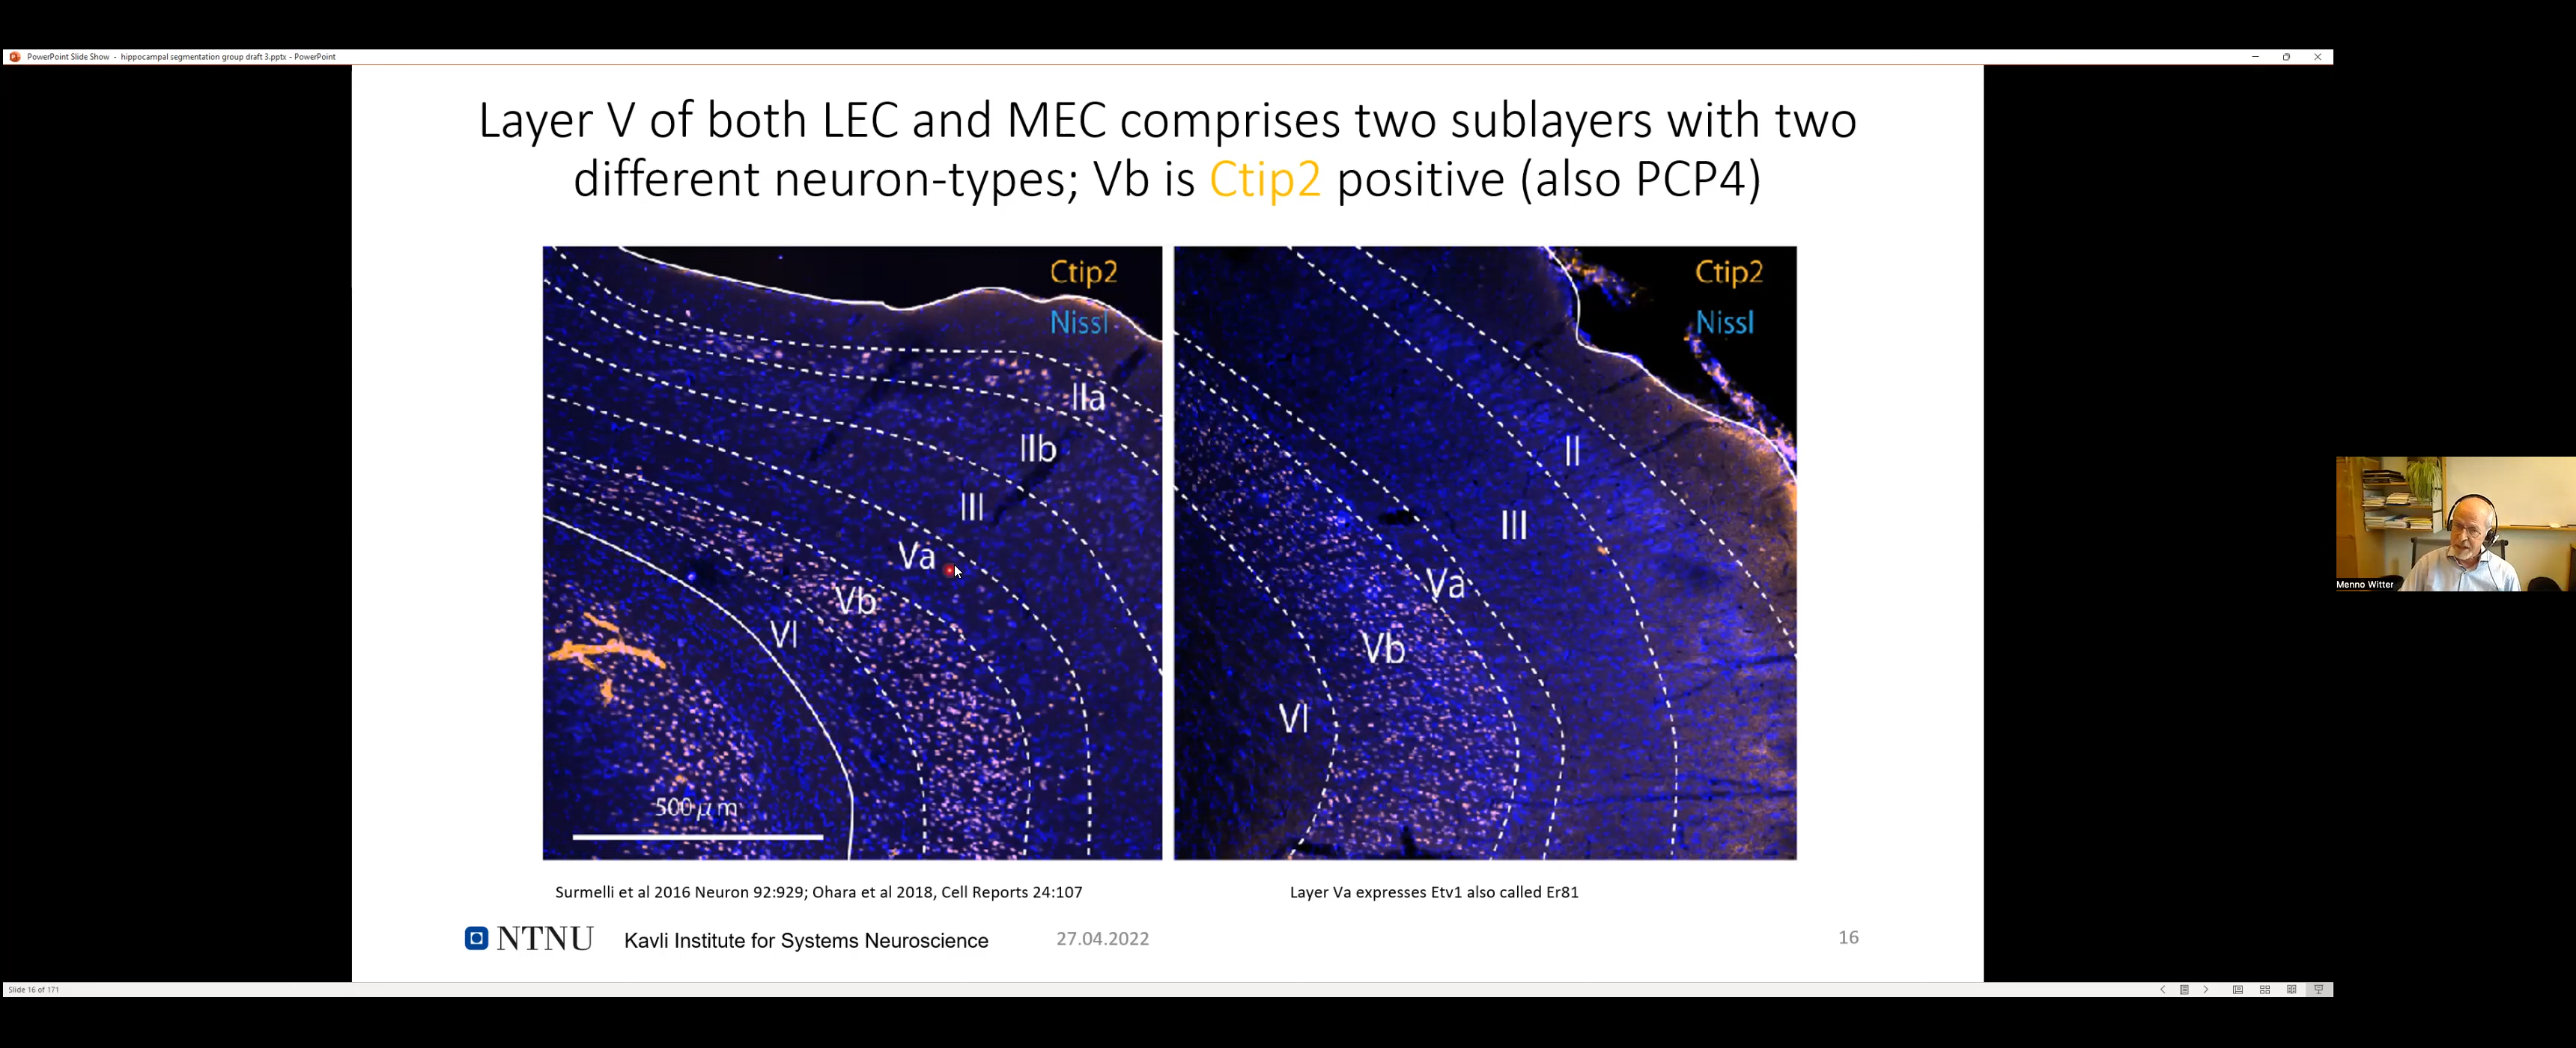 PowerPoint Slide Show - hippocampal segmentation group draft 3.pptx - PowerPoint
Layer V of both LEC and MEC comprises two sublayers with two
different neuron-types; Vb is Ctip2 positive (also PCP4)
Ctip2
Nissl
IIa
IIb
III
Va
Vb
VI
500 μm
Ctip2
Nissl
II
III
Va
Vb
VI
Surmelli et al 2016 Neuron 92:929; Ohara et al 2018, Cell Reports 24:107
Layer Va expresses Etv1 also called Er81
NTNU
Kavli Institute for Systems Neuroscience
27.04.2022
16
Menno Witter
Slide 16 of 171